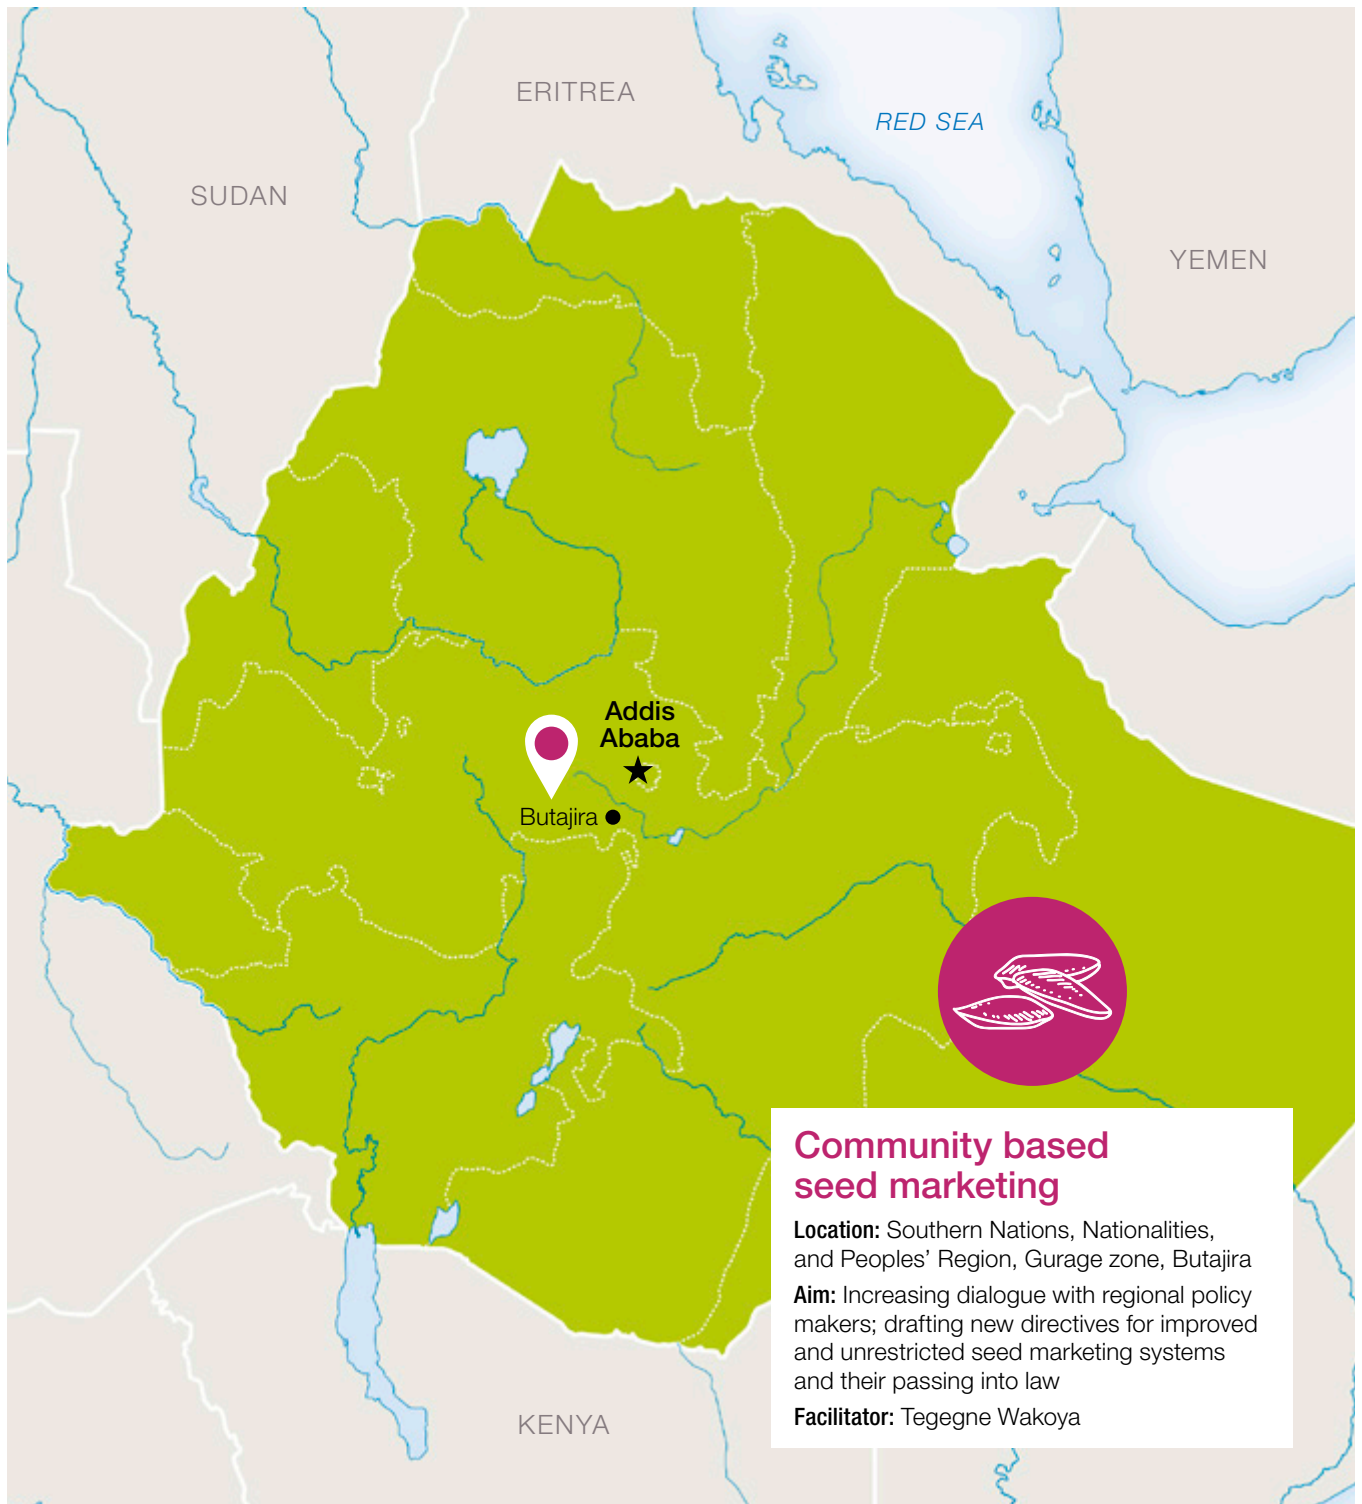 ERITREA
RED SEA
SUDAN
YEMEN
Addis
Ababa
Butajira
Community based
seed marketing
Location: Southern Nations, Nationalities,
and Peoples’ Region, Gurage zone, Butajira
Aim: Increasing dialogue with regional policy
makers; drafting new directives for improved
and unrestricted seed marketing systems
and their passing into law
Facilitator: Tegegne Wakoya
KENYA